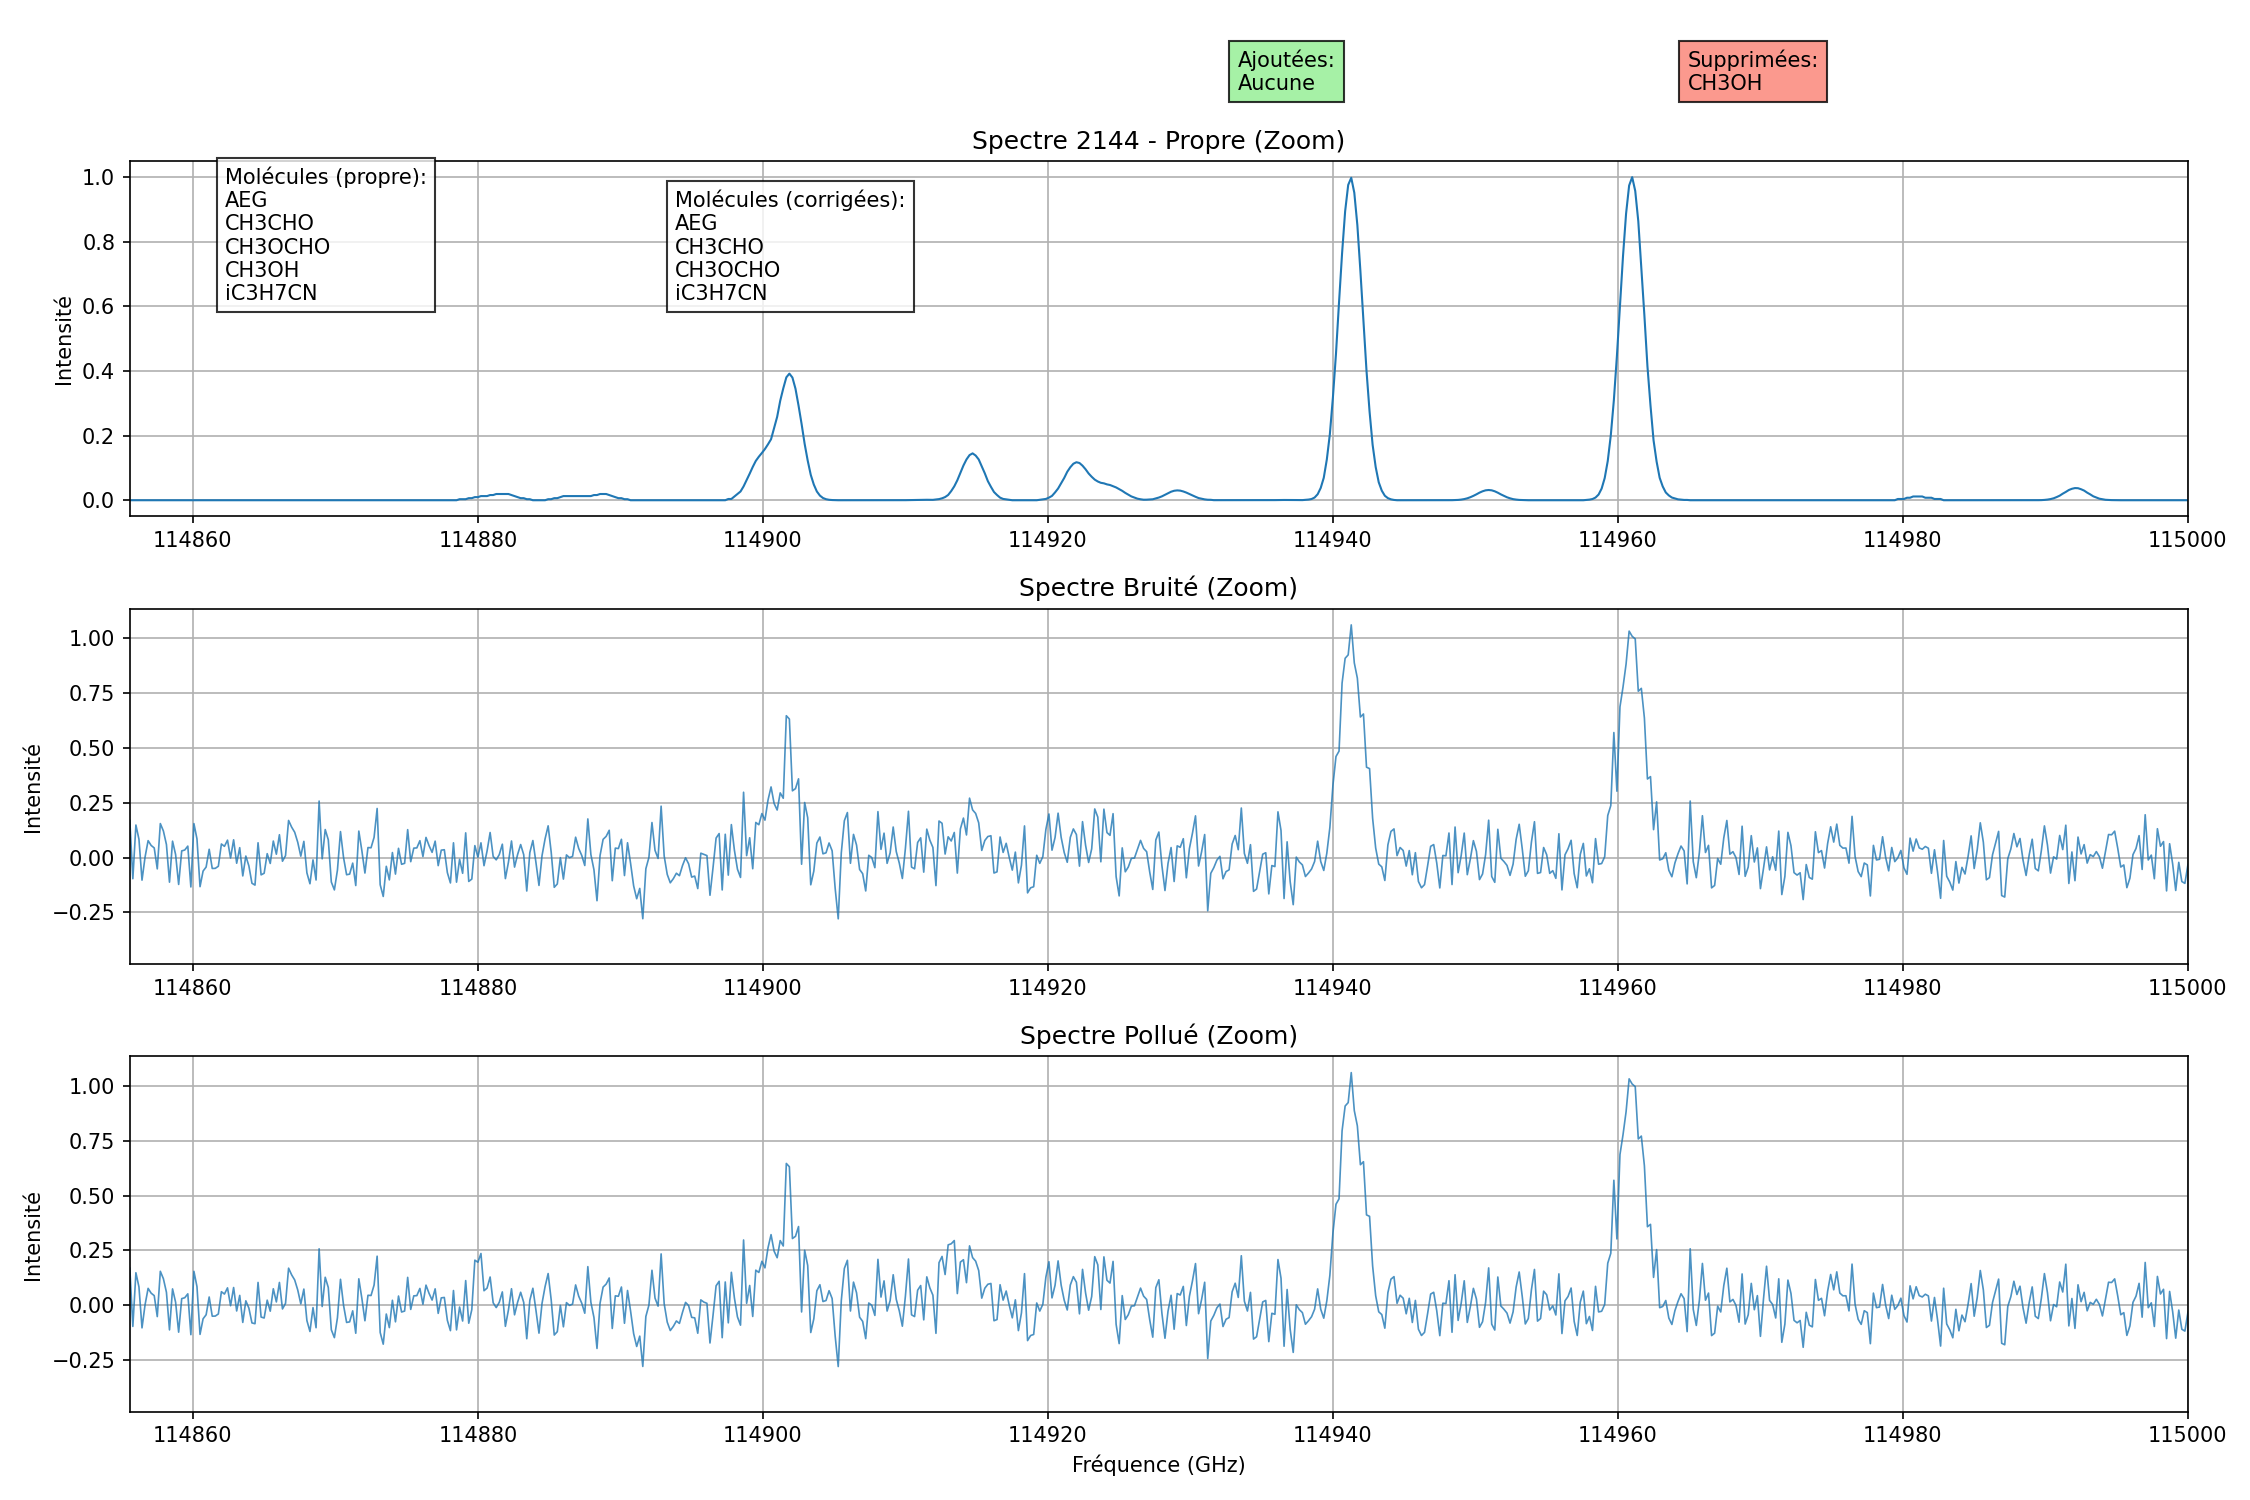 Ajoutées:
Aucune
Supprimées:
CH3OH
Spectre 2144 - Propre (Zoom)
Molécules (propre):
AEG
CH3CHO
CH3OCHO
CH3OH
iC3H7CN
Molécules (corrigées):
AEG
CH3CHO
CH3OCHO
iC3H7CN
Intensité
1.0
0.8
0.6
0.4
0.2
0.0
114860 114880 114900 114920 114940 114960 114980 115000
Spectre Bruité (Zoom)
Intensité
1.00
0.75
0.50
0.25
0.00
−0.25
114860 114880 114900 114920 114940 114960 114980 115000
Spectre Pollué (Zoom)
Intensité
1.00
0.75
0.50
0.25
0.00
−0.25
114860 114880 114900 114920 114940 114960 114980 115000
Fréquence (GHz)